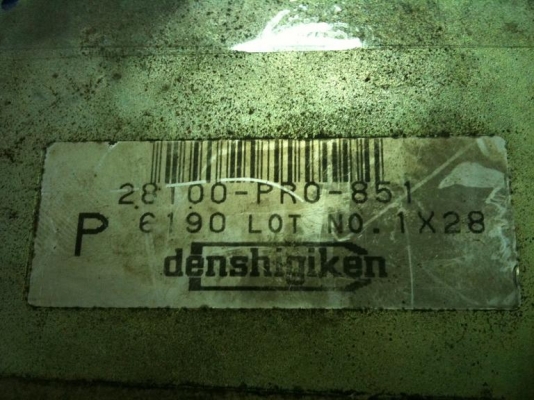 28100-PR0-851
P 6190 LOT NO.1X28
denshigiken